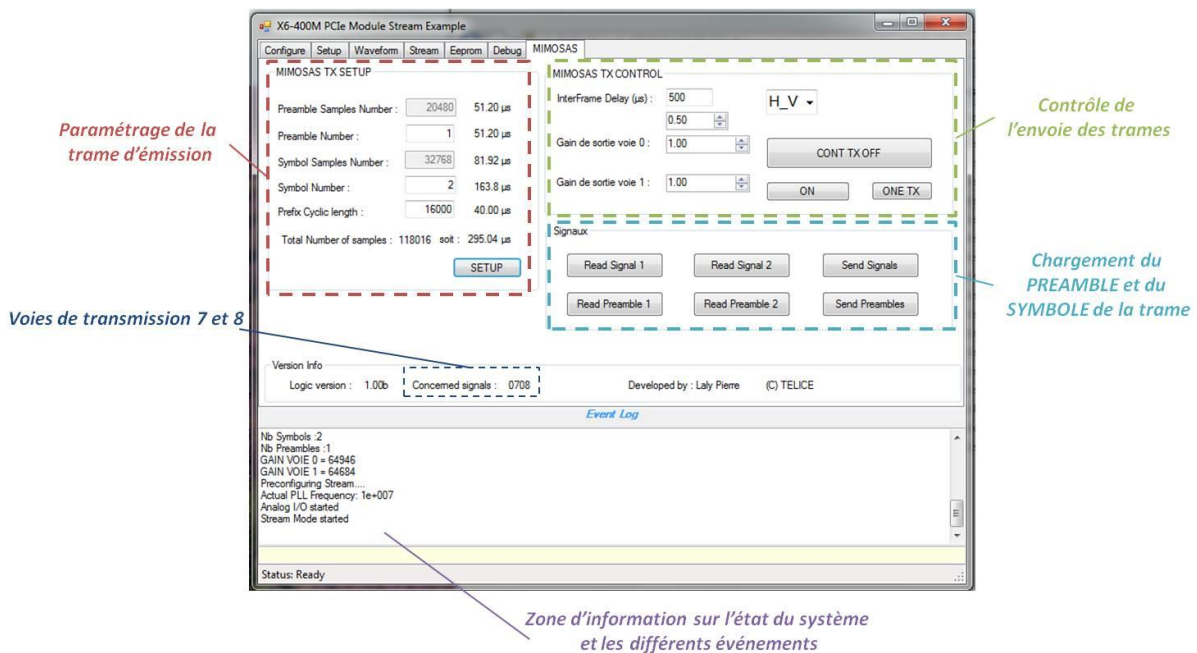 X6-400M PCIe Module Stream Example
Configure Setup Waveform Stream Eeprom Debug MIMOSAS
MIMOSAS TX SETUP
Preamble Samples Number : 20480 51.20 µs
Preamble Number : 1 51.20 µs
Symbol Samples Number : 32768 81.92 µs
Symbol Number : 2 163.8 µs
Prefix Cyclic length : 16000 40.00 µs
Total Number of samples : 118016 soit : 295.04 µs
SETUP
MIMOSAS TX CONTROL
InterFrame Delay (µs) : 500 H_V
0.50
Gain de sortie voie 0 : 1.00
CONT TX OFF
Gain de sortie voie 1 : 1.00
ON ONE TX
Signaux
Read Signal 1 Read Signal 2 Send Signals
Read Preamble 1 Read Preamble 2 Send Preambles
Paramétrage de la
trame d'émission
Contrôle de
l'envoie des trames
Chargement du
PREAMBLE et du
SYMBOLE de la trame
Voies de transmission 7 et 8
Version Info
Logic version : 1.00b Concerned signals : 0708 Developed by : Laly Pierre (C) TELICE
Event Log
Nb Symbols :2
Nb Preambles :1
GAIN VOIE 0 = 64946
GAIN VOIE 1 = 64684
Preconfiguring Stream....
Actual PLL Frequency: 1e+007
Analog I/O started
Stream Mode started
Status: Ready
Zone d'information sur l'état du système
et les différents événements